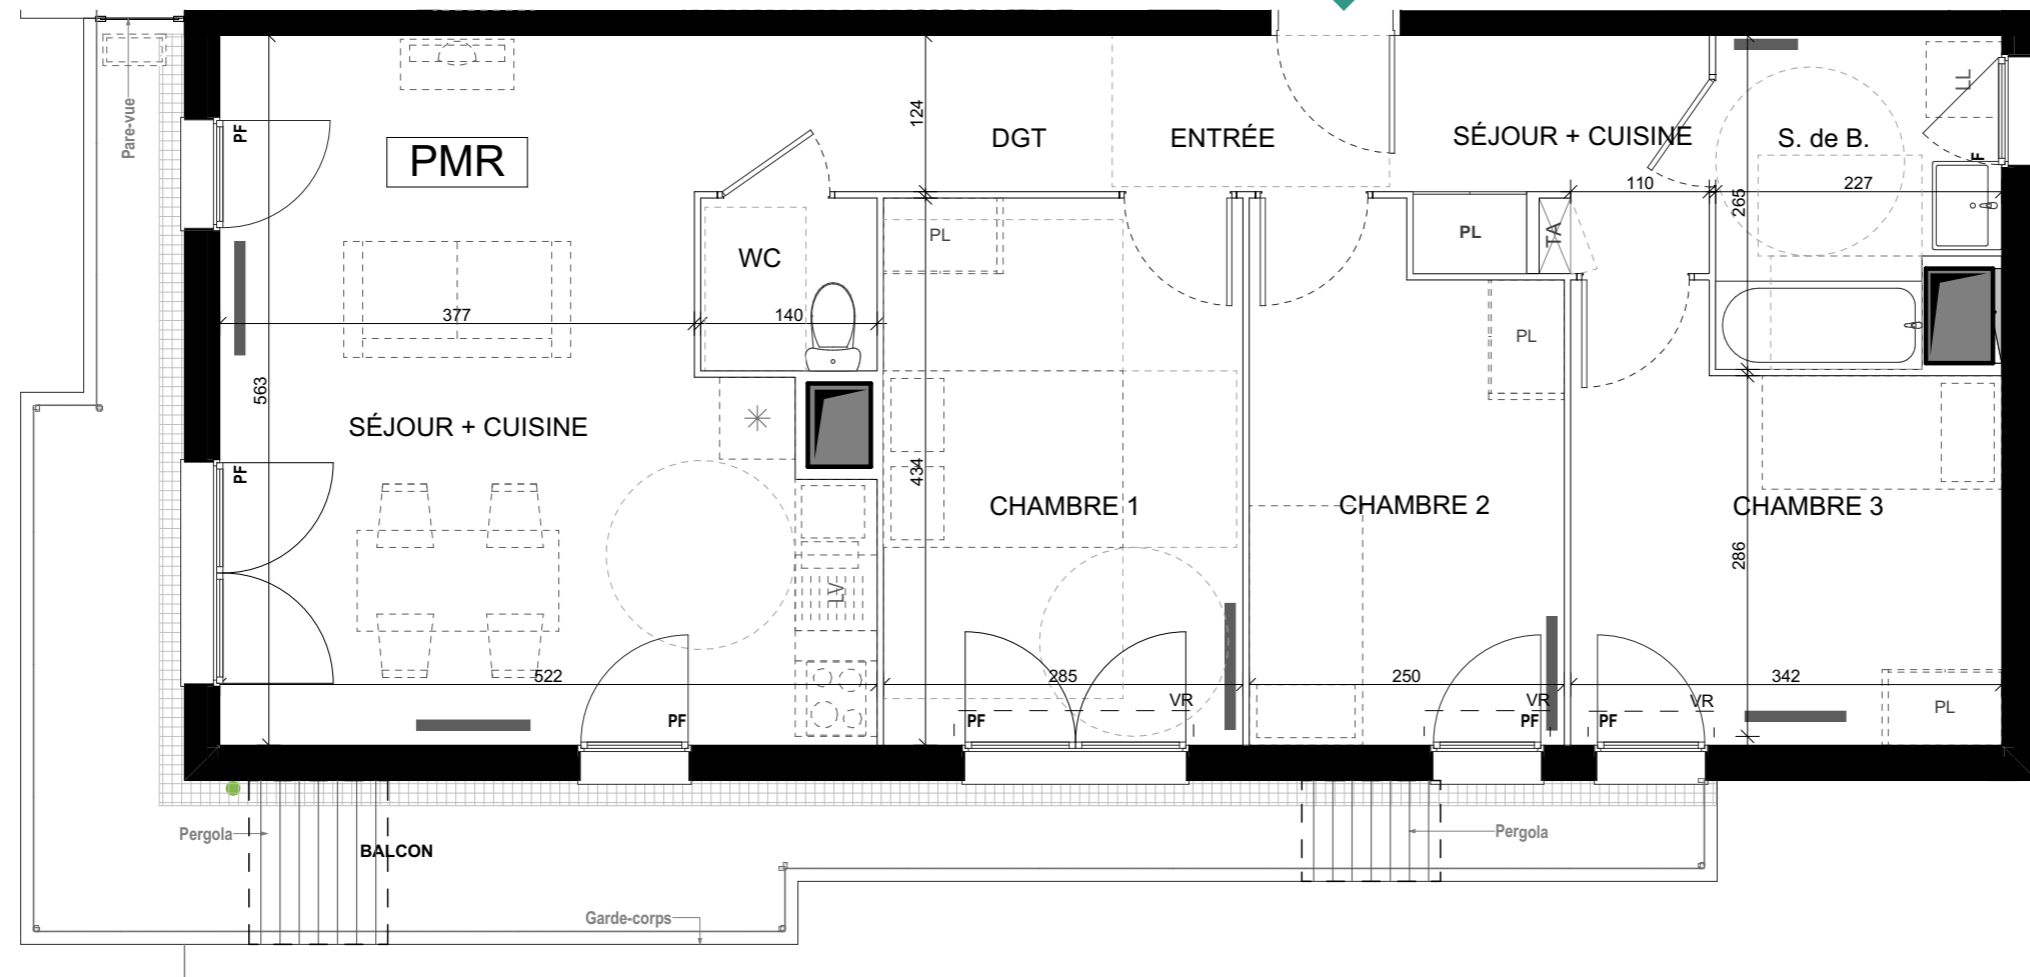 Pare-vue
PF
PMR
124
DGT
ENTRÉE
SÉJOUR + CUISINE
S. de B.
LL
F
110
265
227
WC
PL
PL
TA
377
140
PL
563
SÉJOUR + CUISINE
PF
434
CHAMBRE 1
CHAMBRE 2
CHAMBRE 3
286
LV
522
285
250
342
PF
PF
VR
VR
PF
PF
VR
PL
Pergola
BALCON
Pergola
Garde-corps